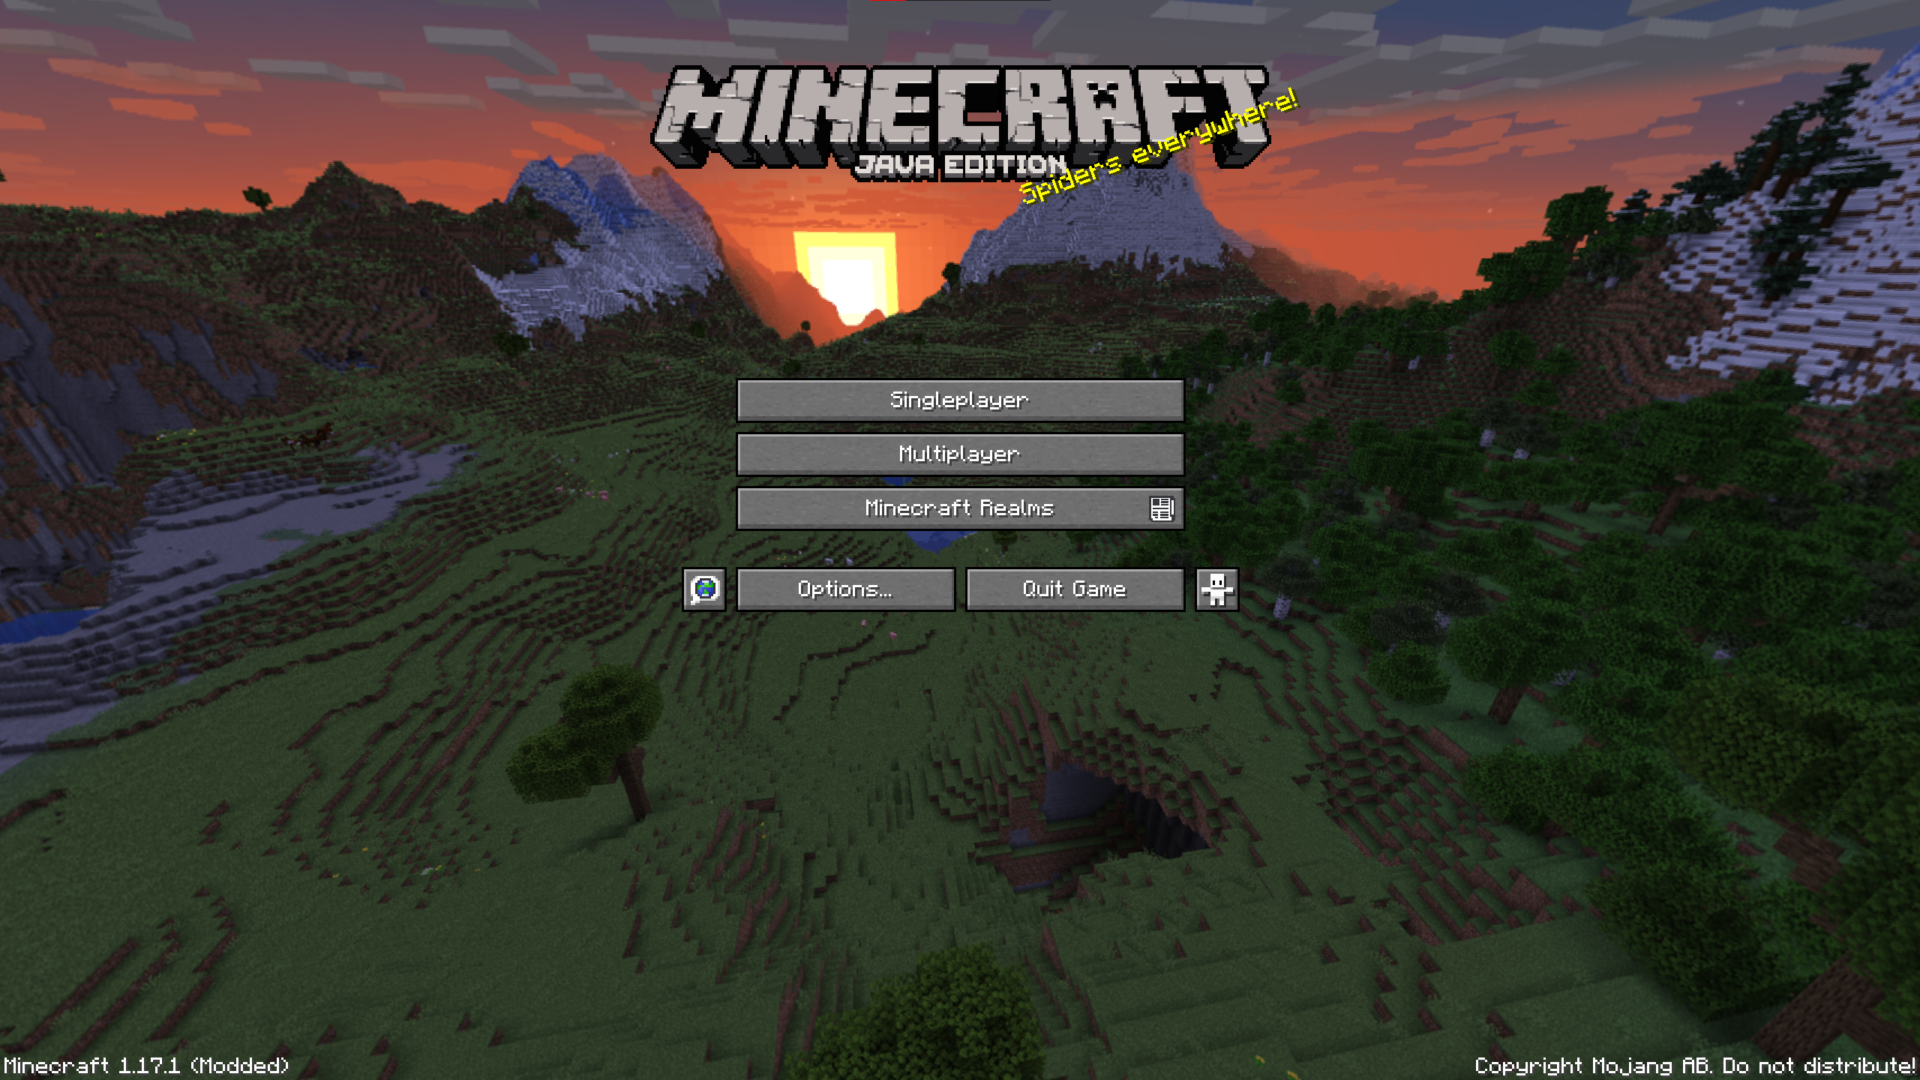 MINECRAFT
JAVA EDITION
Spiders everywhere!
Singleplayer
Multiplayer
Minecraft Realms
Options...
Quit Game
Minecraft 1.17.1 (Modded)
Copyright Mojang AB. Do not distribute!